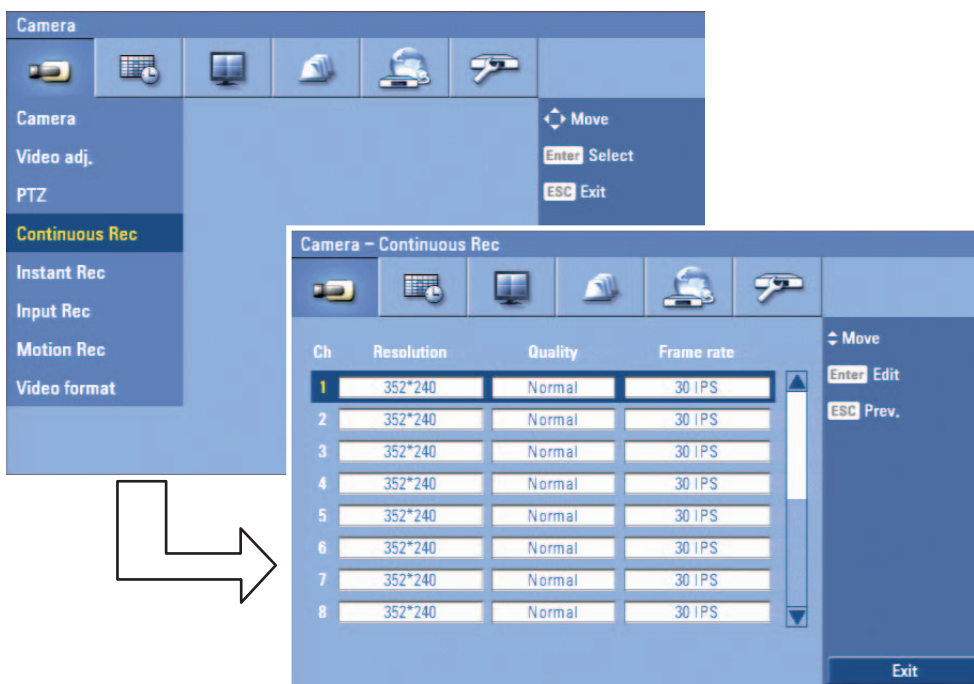 Camera
Camera
Video adj.
PTZ
Continuous Rec
Instant Rec
Input Rec
Motion Rec
Video format
Move
Enter Select
ESC Exit
Camera – Continuous Rec
Ch Resolution Quality Frame rate
1 352*240 Normal 30 IPS
2 352*240 Normal 30 IPS
3 352*240 Normal 30 IPS
4 352*240 Normal 30 IPS
5 352*240 Normal 30 IPS
6 352*240 Normal 30 IPS
7 352*240 Normal 30 IPS
8 352*240 Normal 30 IPS
Move
Enter Edit
ESC Prev.
Exit